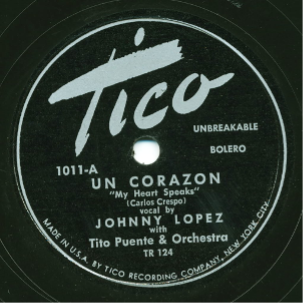 Tico
UNBREAKABLE
BOLERO
1011-A
UN CORAZON
"My Heart Speaks"
(Carlos Crespo)
vocal by
JOHNNY LOPEZ
with
Tito Puente & Orchestra
TR 124
MADE IN U.S.A. BY TICO RECORDING COMPANY, NEW YORK CITY